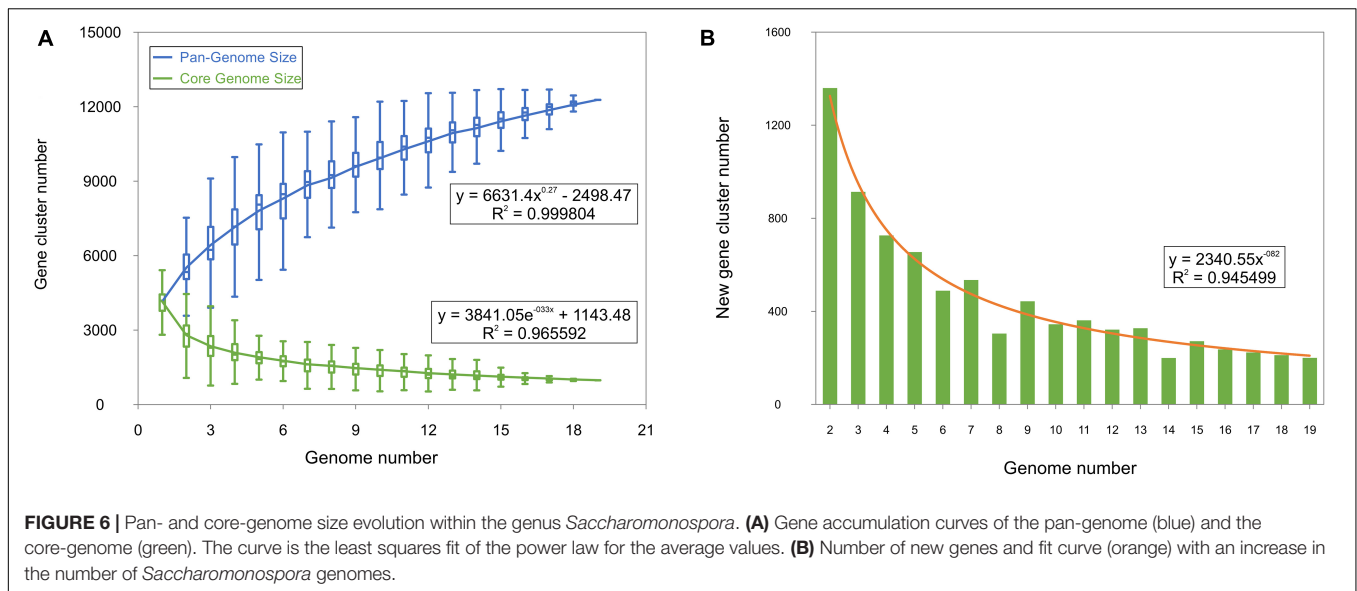 A
15000
12000
9000
6000
3000
0
Gene cluster number
Pan-Genome Size
Core Genome Size
y = 6631.4x^0.27 - 2498.47
R² = 0.999804
y = 3841.05e^-033x + 1143.48
R² = 0.965592
0 3 6 9 12 15 18 21
Genome number
B
1600
1200
800
400
0
New gene cluster number
y = 2340.55x^-082
R² = 0.945499
2 3 4 5 6 7 8 9 10 11 12 13 14 15 16 17 18 19
Genome number
FIGURE 6 | Pan- and core-genome size evolution within the genus Saccharomonospora. (A) Gene accumulation curves of the pan-genome (blue) and the
core-genome (green). The curve is the least squares fit of the power law for the average values. (B) Number of new genes and fit curve (orange) with an increase in
the number of Saccharomonospora genomes.